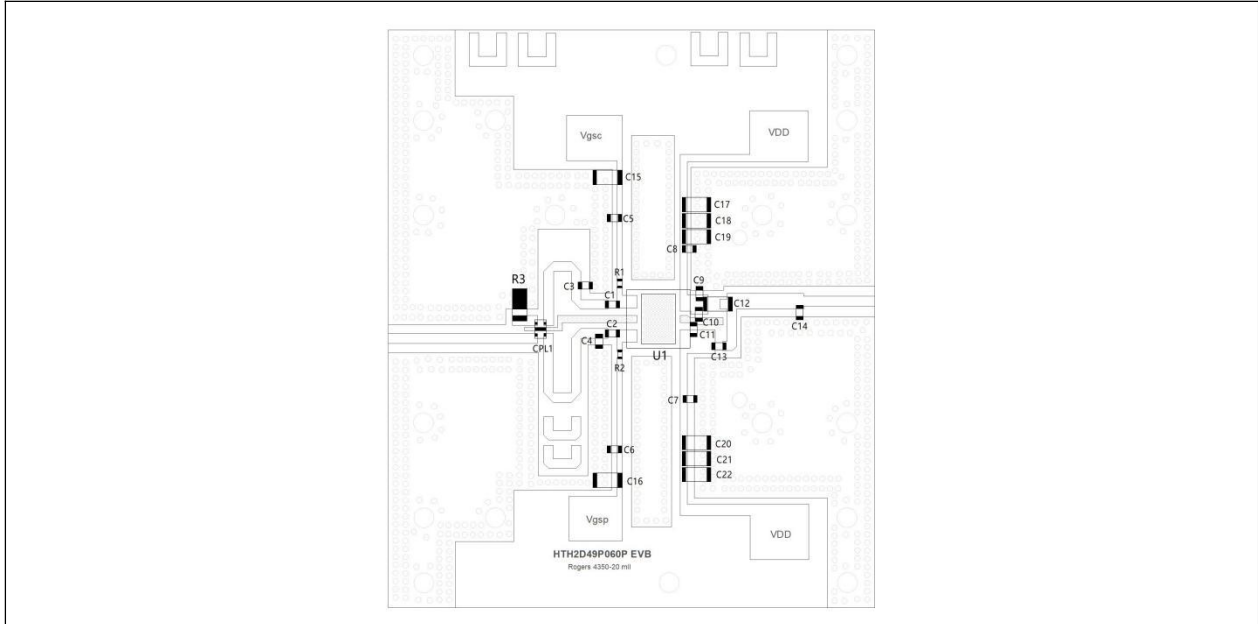 Vgsc
VDD
C15
C17
C5
C18
C19
C8
R3
C3
R1
C9
C1
C12
C14
C10
C2
C11
C4
CPL1
C13
U1
R2
C7
C6
C20
C21
C22
C16
Vgsp
VDD
HTH2D49P060P EVB
Rogers 4350-20 mil